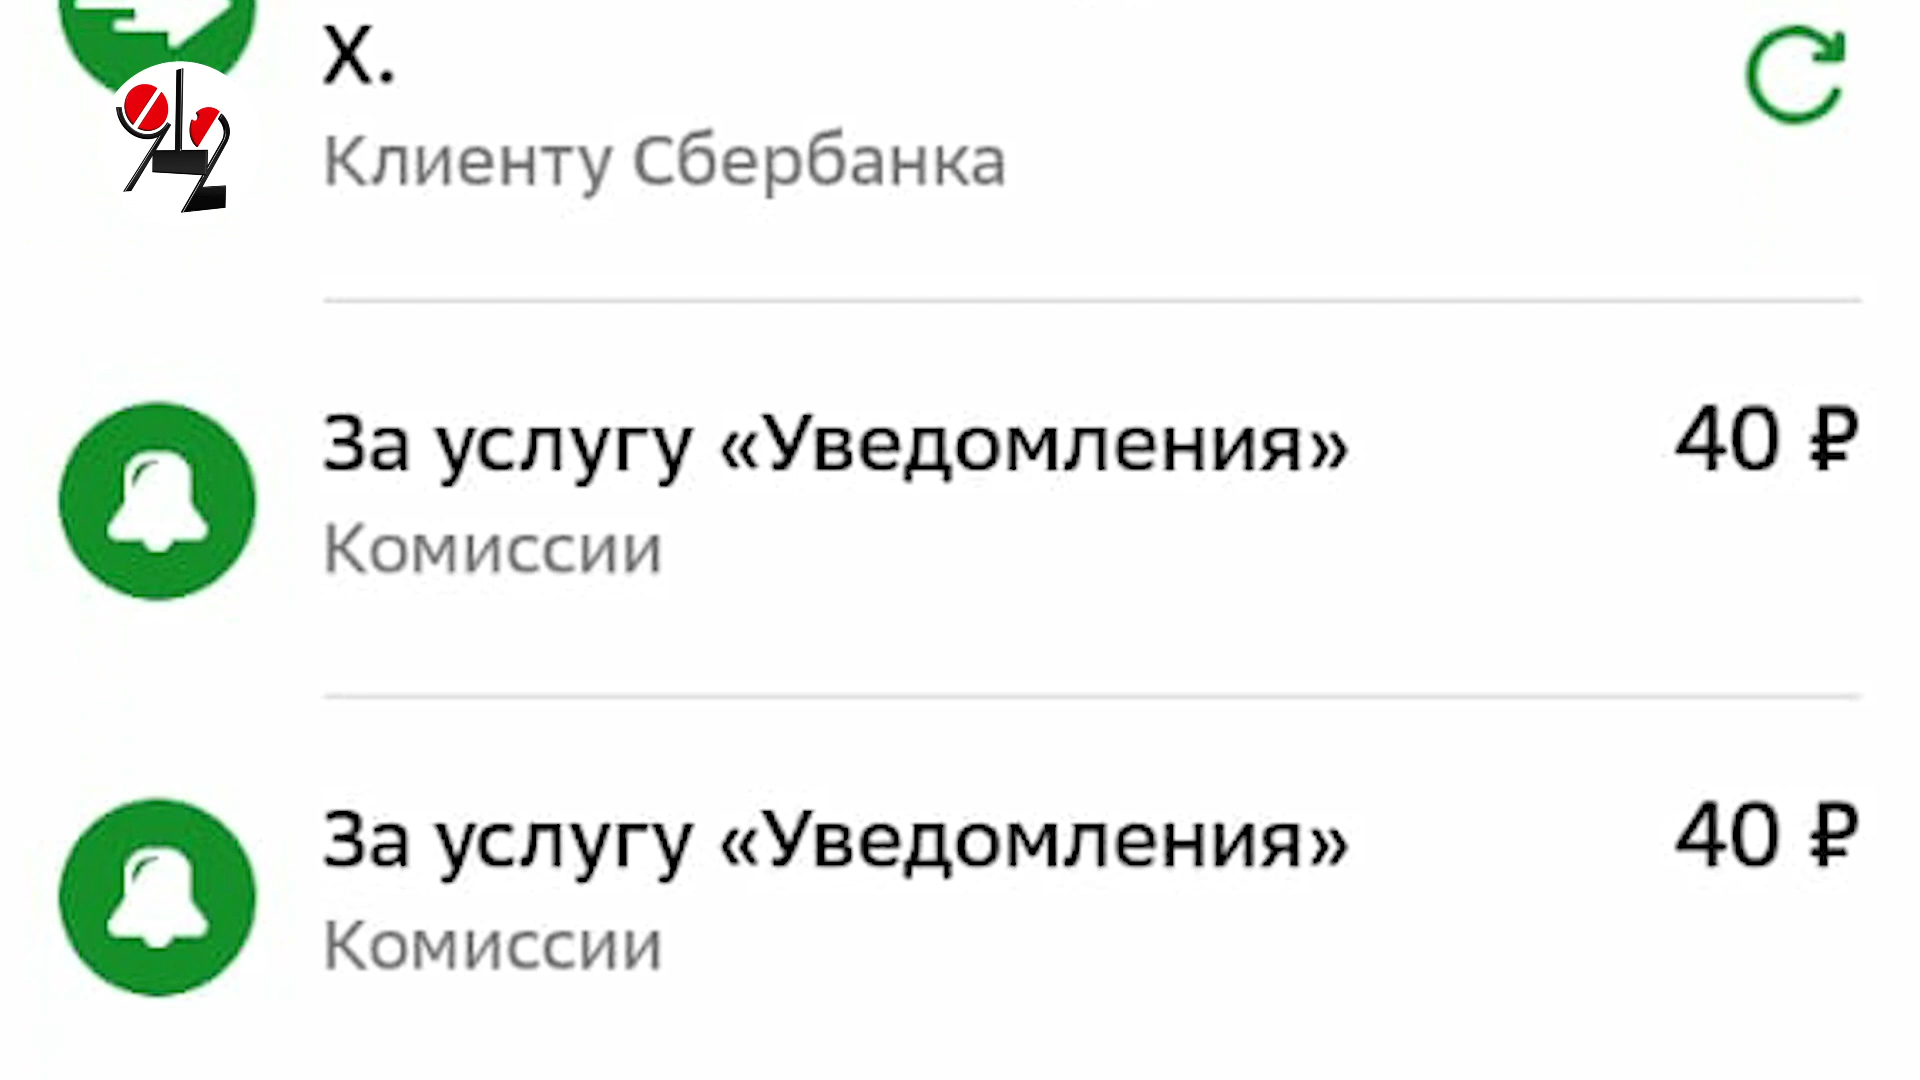 Х.
Клиенту Сбербанка
За услугу «Уведомления» 40 ₽
Комиссии
За услугу «Уведомления» 40 ₽
Комиссии